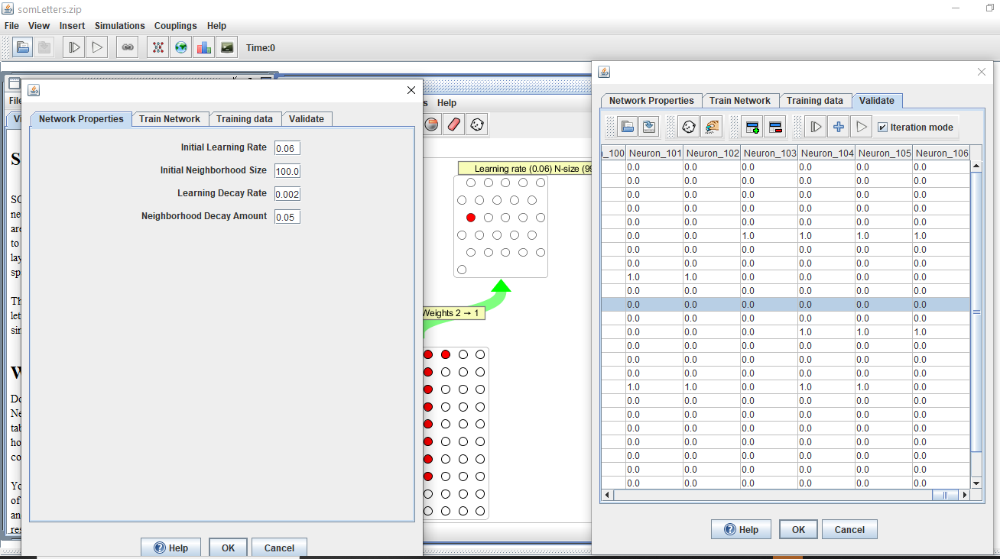 somLetters.zip
File View Insert Simulations Couplings Help
Time:0
File
s Help
Network Properties Train Network Training data Validate
Initial Learning Rate 0.06
Initial Neighborhood Size 100.0
Learning Decay Rate 0.002
Neighborhood Decay Amount 0.05
Help OK Cancel
S
SO
ne
are
to
lay
sp
Th
let
sin
W
Do
Ne
tab
ho
co
Yo
of
an
res
Learning rate (0.06) N-size (99
Weights 2 → 1
Network Properties Train Network Training data Validate
Iteration mode
n_100 Neuron_101 Neuron_102 Neuron_103 Neuron_104 Neuron_105 Neuron_106
0.0 0.0 0.0 0.0 0.0 0.0
0.0 0.0 0.0 0.0 0.0 0.0
0.0 0.0 0.0 0.0 0.0 0.0
0.0 0.0 0.0 0.0 0.0 0.0
0.0 0.0 0.0 0.0 0.0 0.0
0.0 0.0 1.0 1.0 1.0 1.0
0.0 0.0 0.0 0.0 0.0 0.0
0.0 0.0 0.0 0.0 0.0 0.0
1.0 1.0 0.0 0.0 0.0 0.0
0.0 0.0 0.0 0.0 0.0 0.0
0.0 0.0 0.0 0.0 0.0 0.0
0.0 0.0 0.0 0.0 0.0 0.0
0.0 0.0 0.0 1.0 1.0 1.0
0.0 0.0 0.0 0.0 0.0 0.0
0.0 0.0 0.0 0.0 0.0 0.0
0.0 0.0 0.0 0.0 0.0 0.0
1.0 1.0 0.0 1.0 1.0 0.0
0.0 0.0 0.0 0.0 0.0 0.0
0.0 0.0 0.0 0.0 0.0 0.0
0.0 0.0 0.0 0.0 0.0 0.0
0.0 0.0 0.0 0.0 0.0 0.0
0.0 0.0 0.0 0.0 0.0 0.0
0.0 0.0 0.0 0.0 0.0 0.0
0.0 0.0 0.0 0.0 0.0 0.0
Help OK Cancel